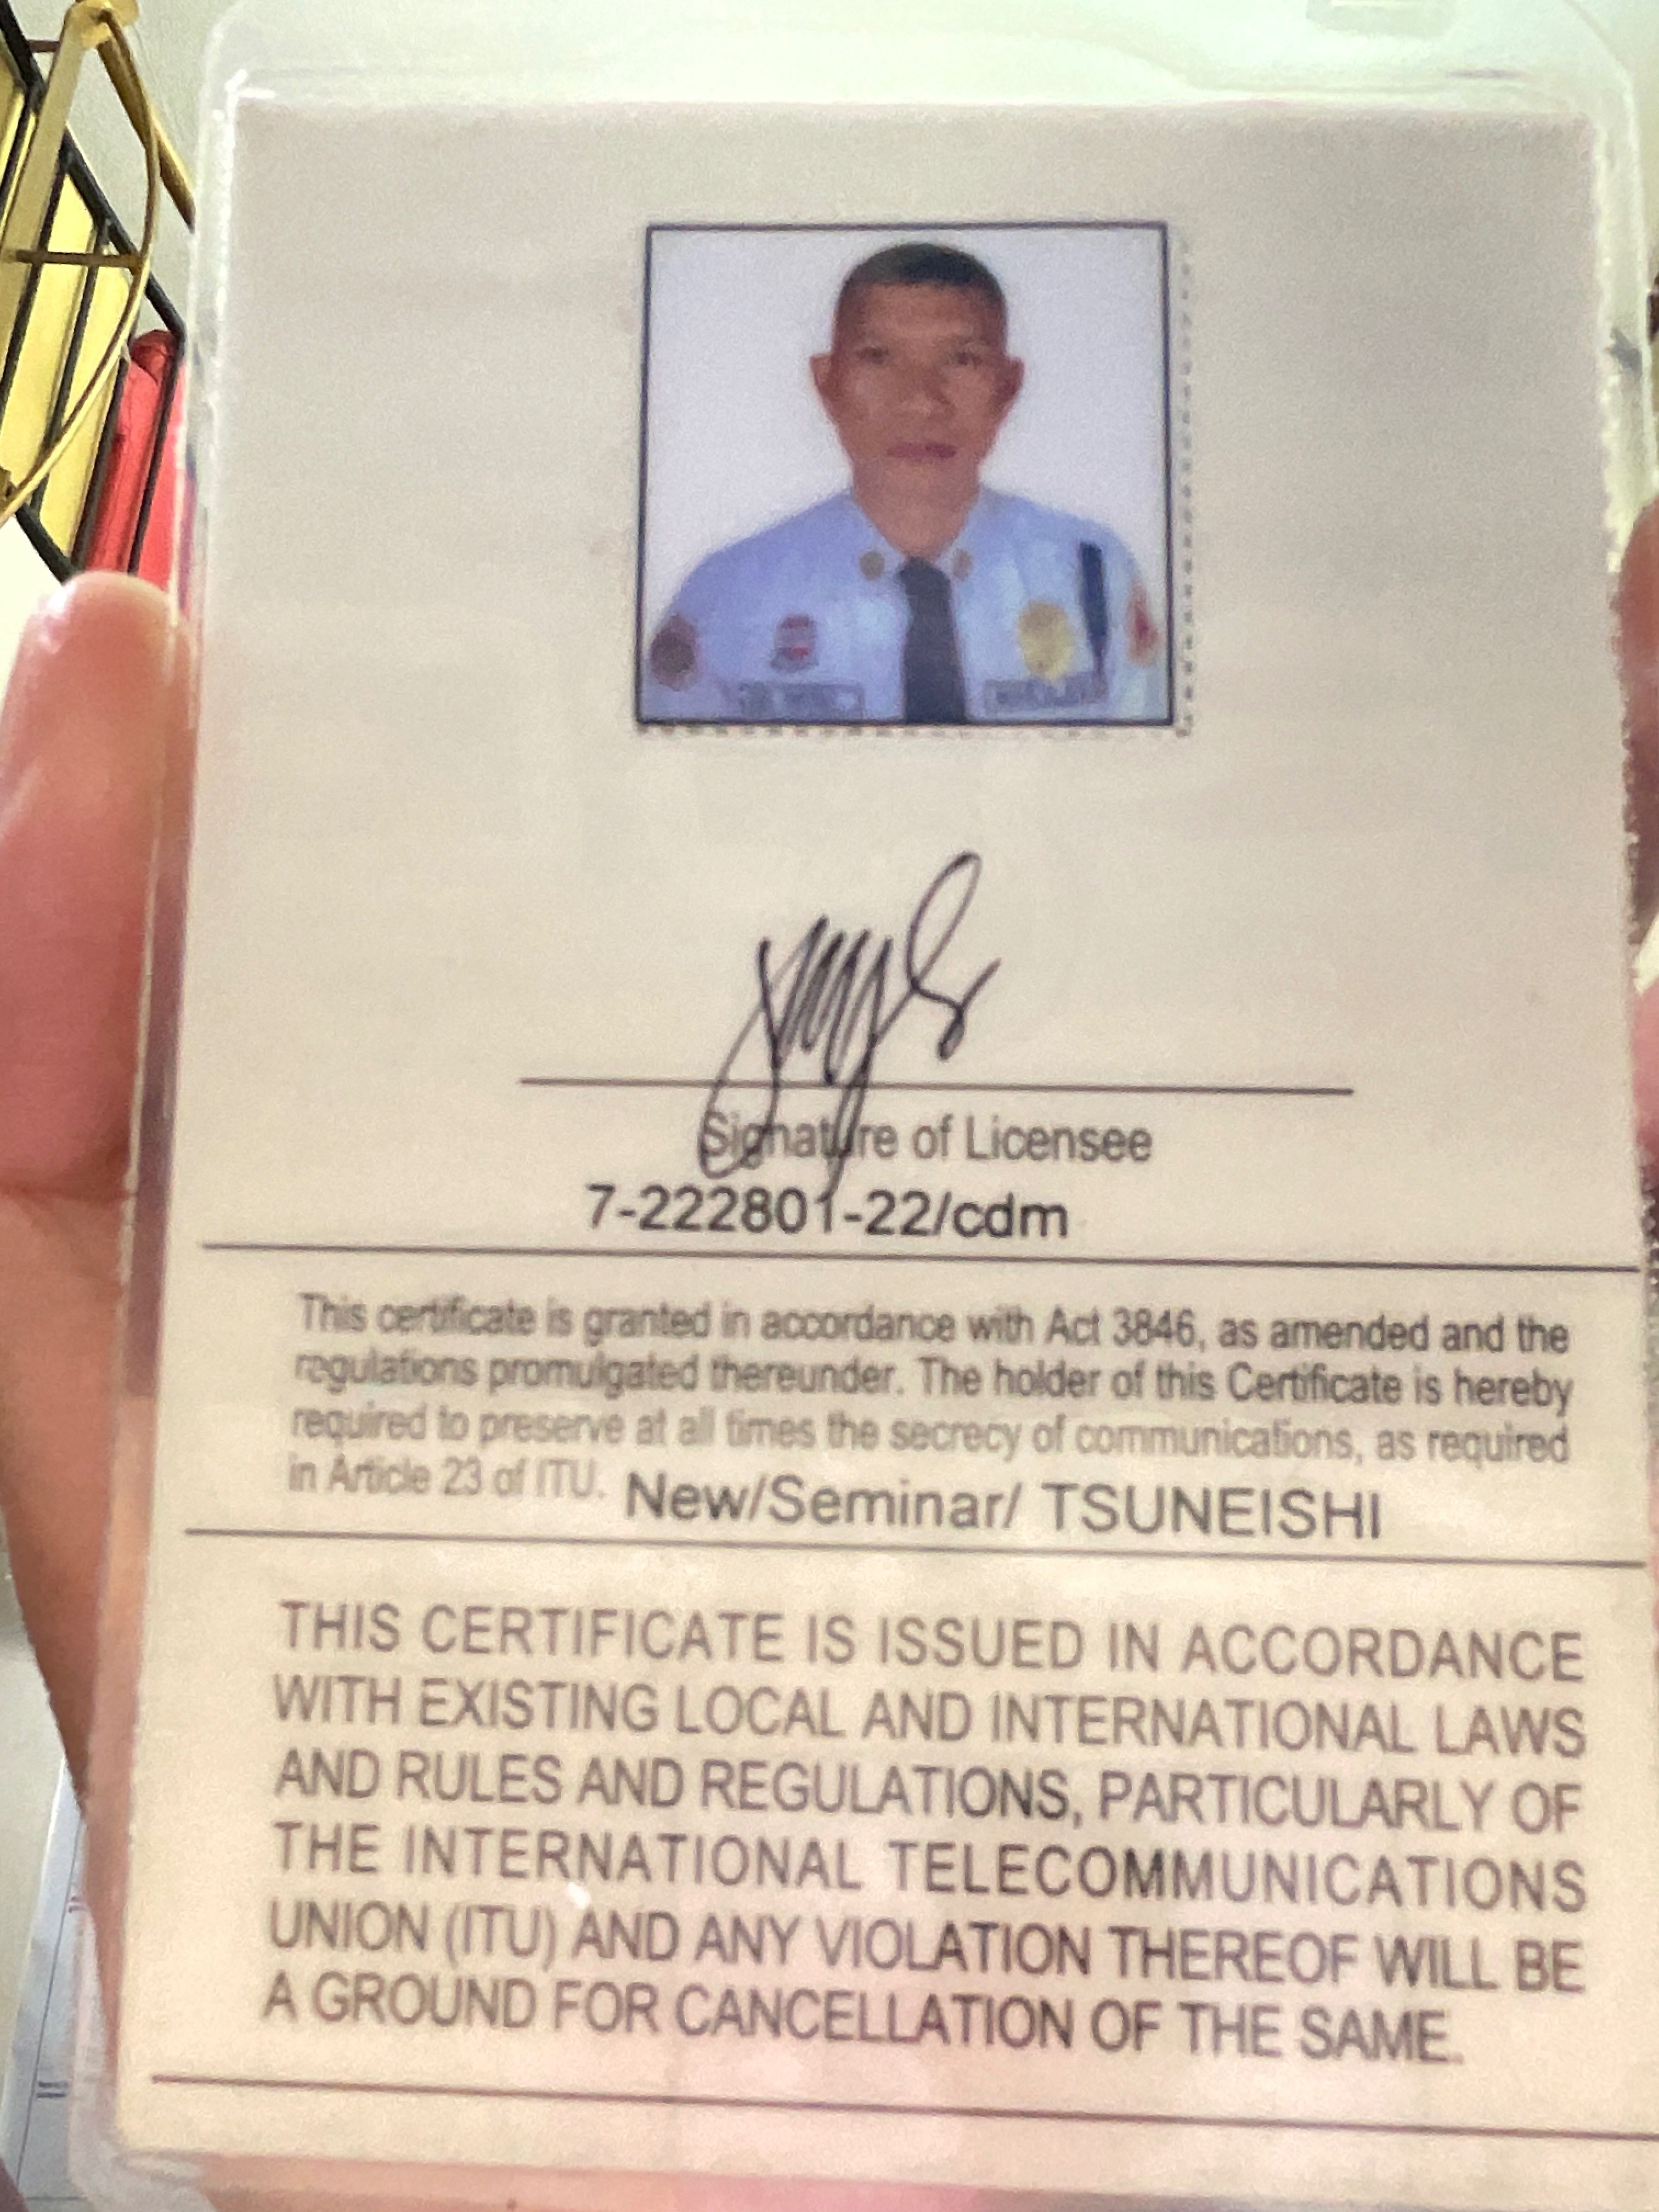 Signature of Licensee
7-222801-22/cdm
This certificate is granted in accordance with Act 3846, as amended and the
regulations promulgated thereunder. The holder of this Certificate is hereby
required to preserve at all times the secrecy of communications, as required
in Article 23 of ITU. New/Seminar/ TSUNEISHI
THIS CERTIFICATE IS ISSUED IN ACCORDANCE
WITH EXISTING LOCAL AND INTERNATIONAL LAWS
AND RULES AND REGULATIONS, PARTICULARLY OF
THE INTERNATIONAL TELECOMMUNICATIONS
UNION (ITU) AND ANY VIOLATION THEREOF WILL BE
A GROUND FOR CANCELLATION OF THE SAME.